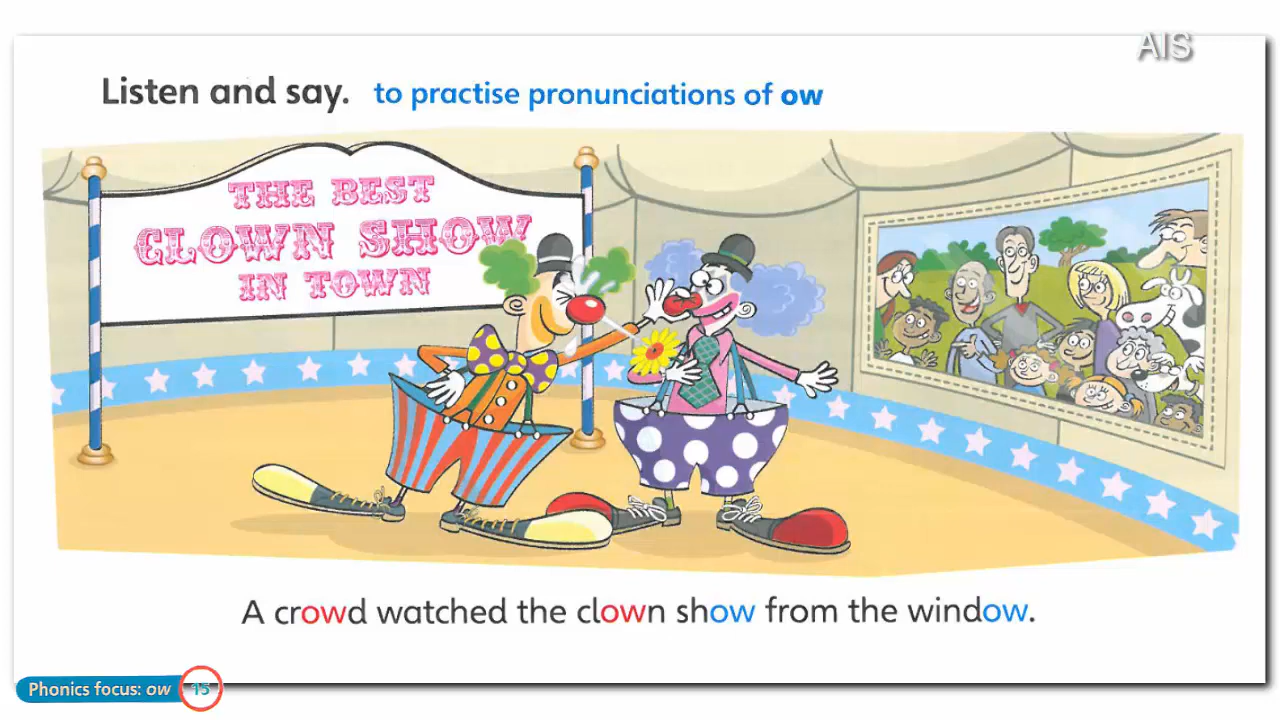 AIS
Listen and say. to practise pronunciations of ow
THE BEST
CLOWN SHOW
IN TOWN
A crowd watched the clown show from the window.
Phonics focus: ow 15